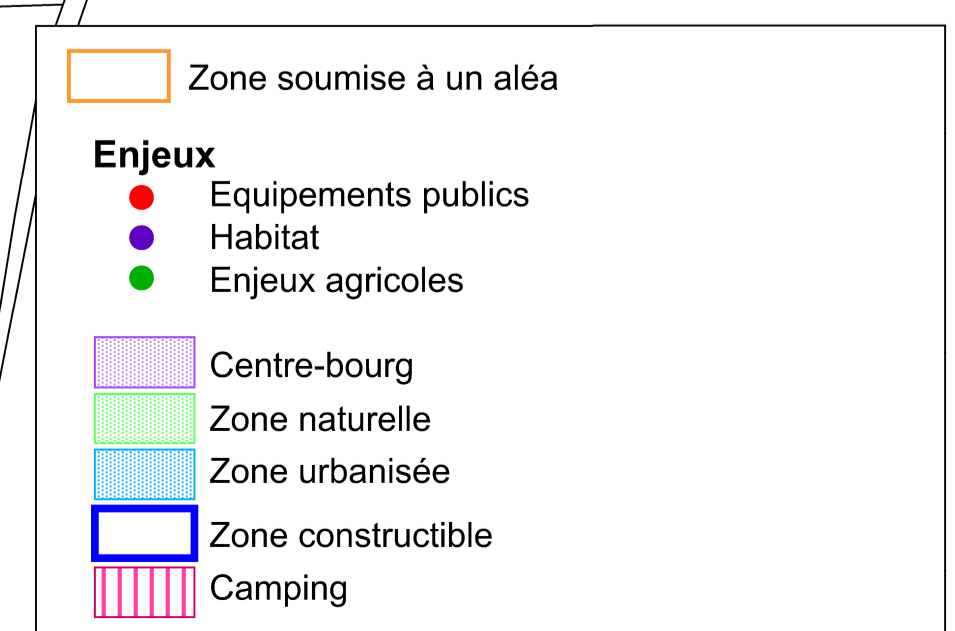 Zone soumise à un aléa
Enjeux
Equipements publics
Habitat
Enjeux agricoles
Centre-bourg
Zone naturelle
Zone urbanisée
Zone constructible
Camping